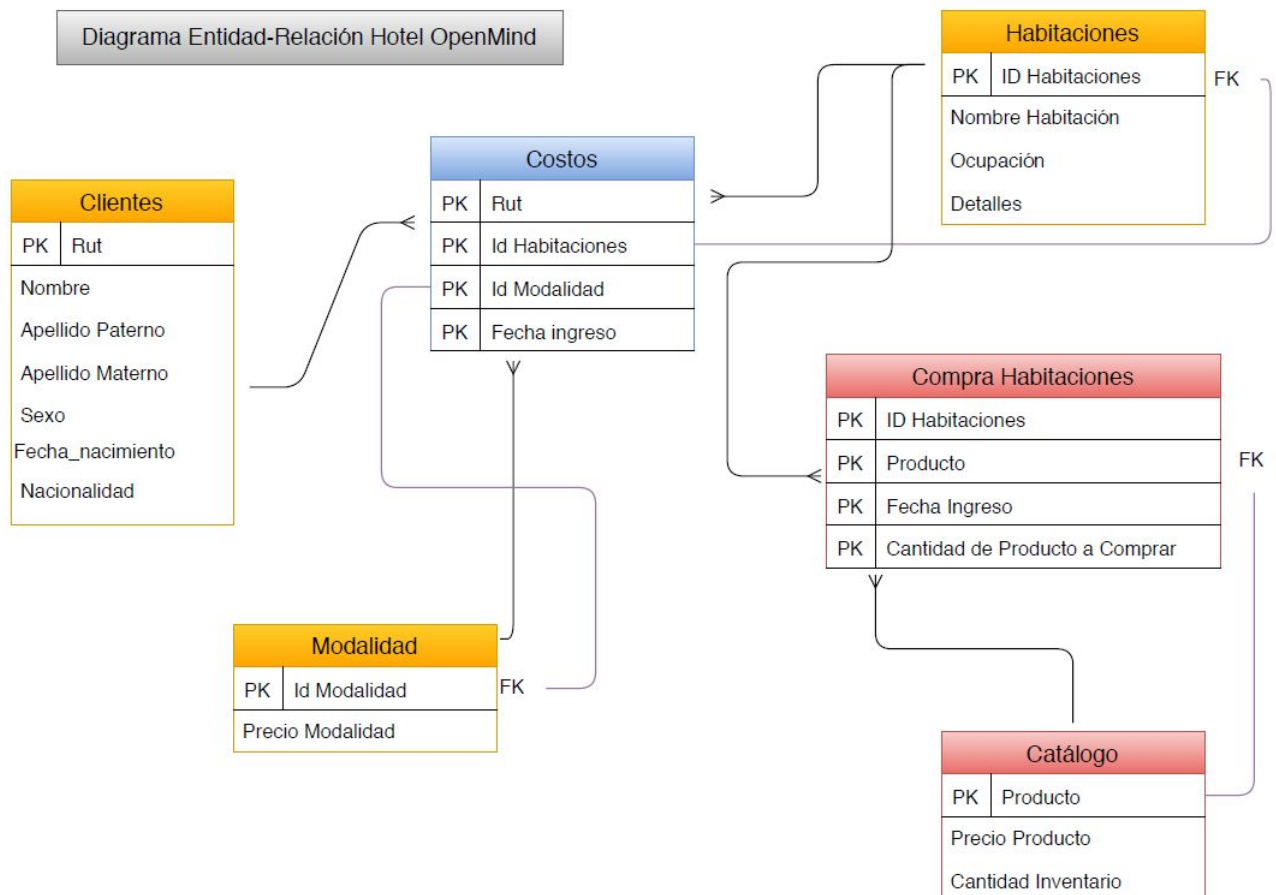 Diagrama Entidad-Relación Hotel OpenMind
Habitaciones
PK ID Habitaciones FK
Nombre Habitación
Ocupación
Detalles
Costos
PK Rut
PK Id Habitaciones
PK Id Modalidad
PK Fecha ingreso
Clientes
PK Rut
Nombre
Apellido Paterno
Apellido Materno
Sexo
Fecha_nacimiento
Nacionalidad
Compra Habitaciones
PK ID Habitaciones
PK Producto FK
PK Fecha Ingreso
PK Cantidad de Producto a Comprar
Modalidad
PK Id Modalidad FK
Precio Modalidad
Catálogo
PK Producto
Precio Producto
Cantidad Inventario